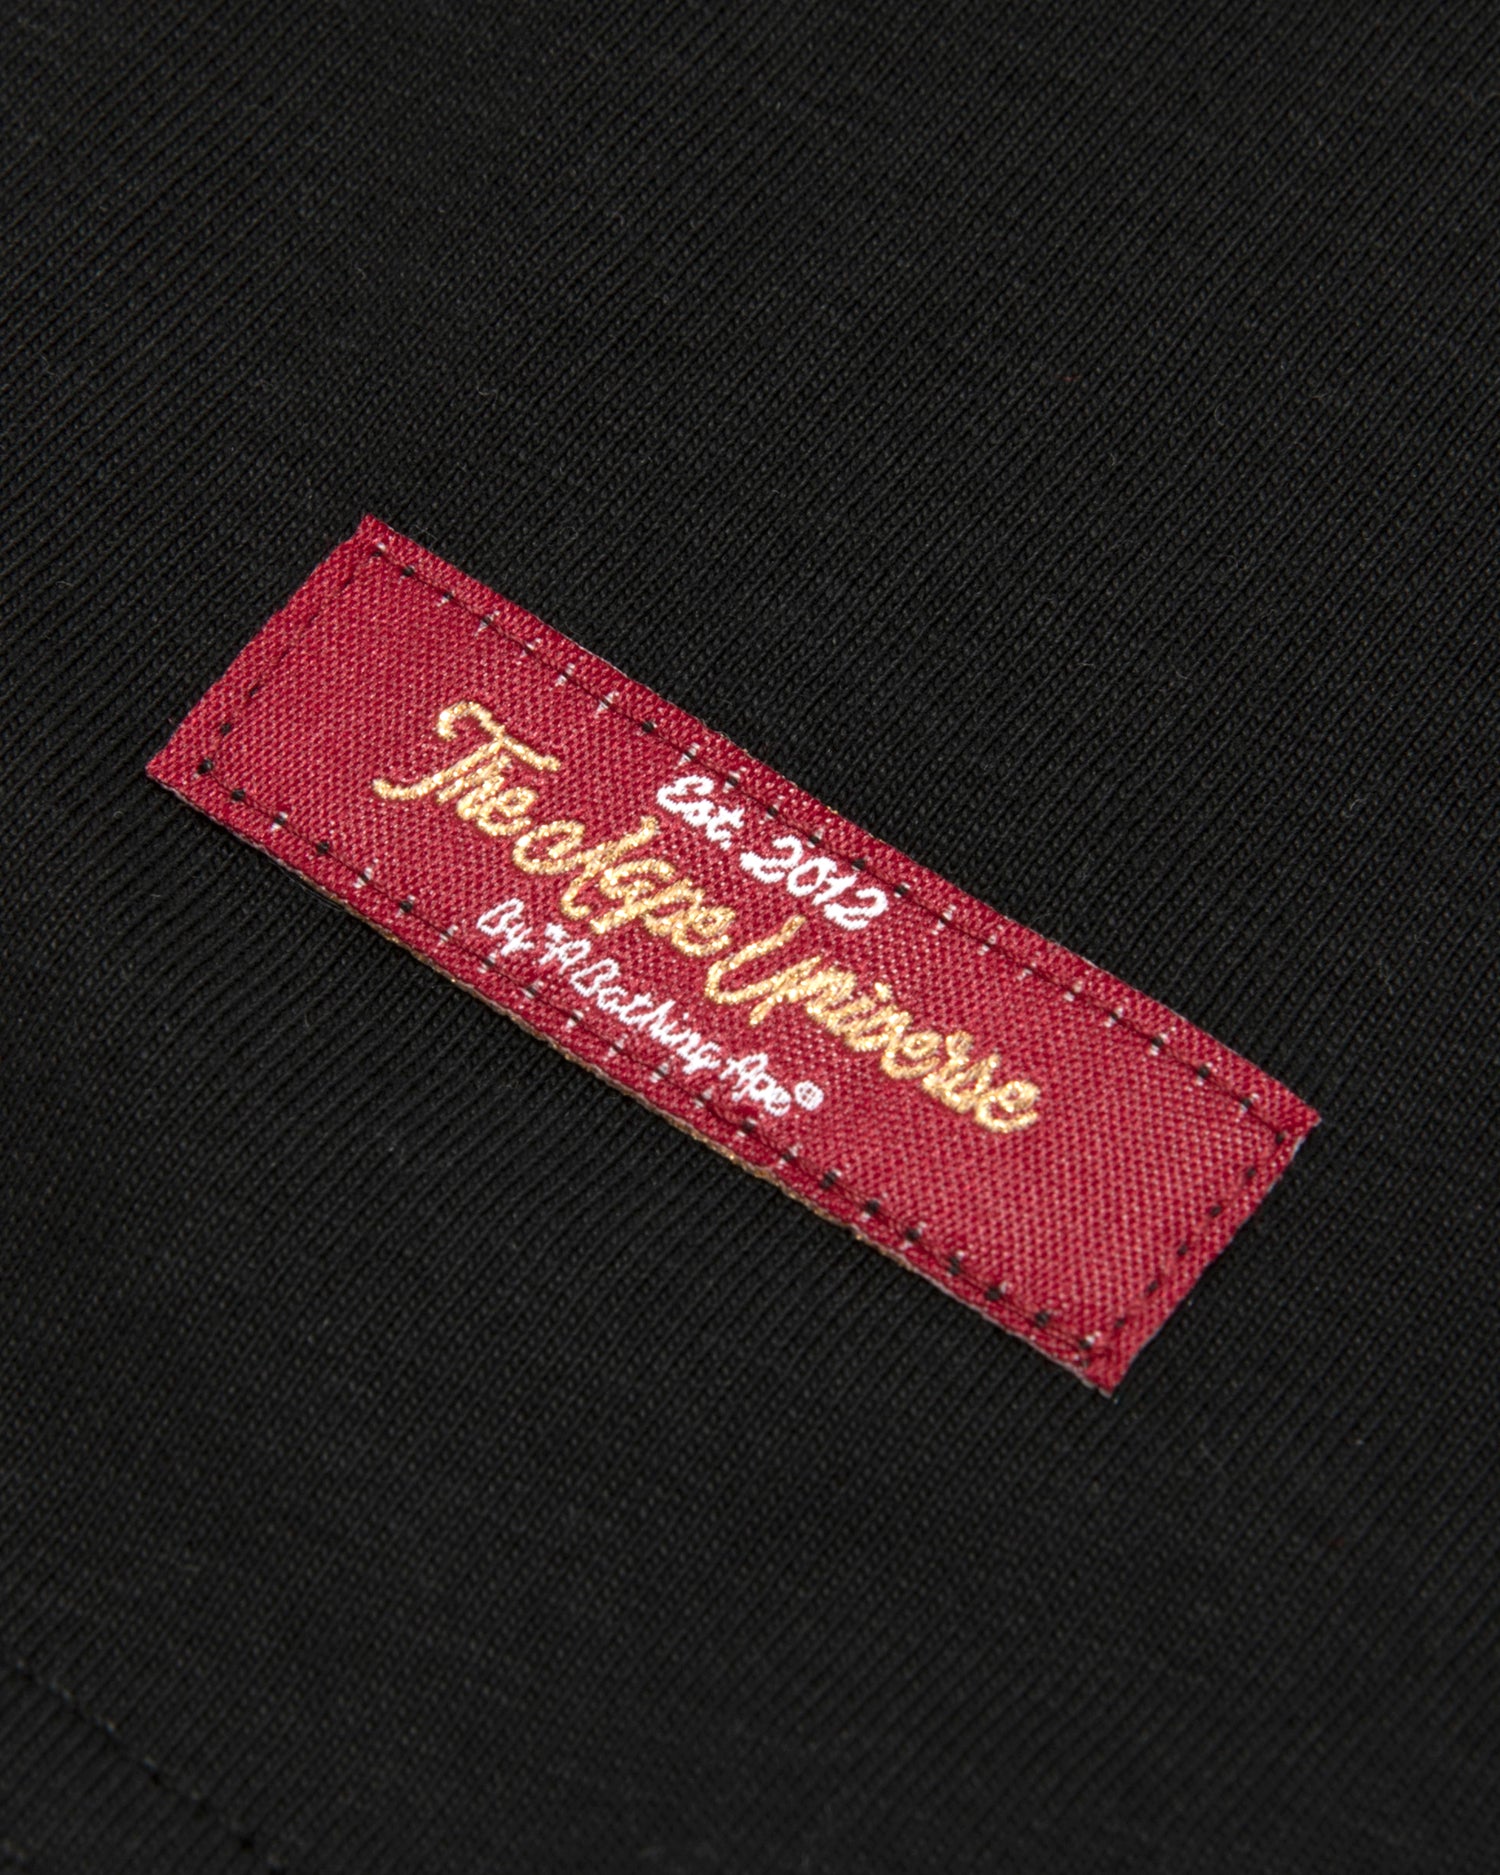 Est. 2012
The Ape Universe
By *A Bathing Ape®